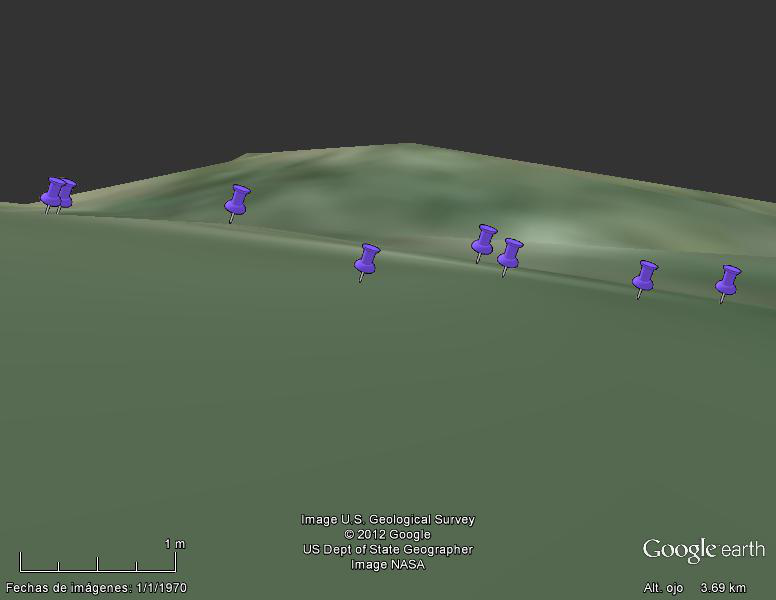 Image U.S. Geological Survey
© 2012 Google
US Dept of State Geographer
Image NASA
1 m
Google earth
Fechas de imágenes: 1/1/1970
Alt. ojo 3.69 km